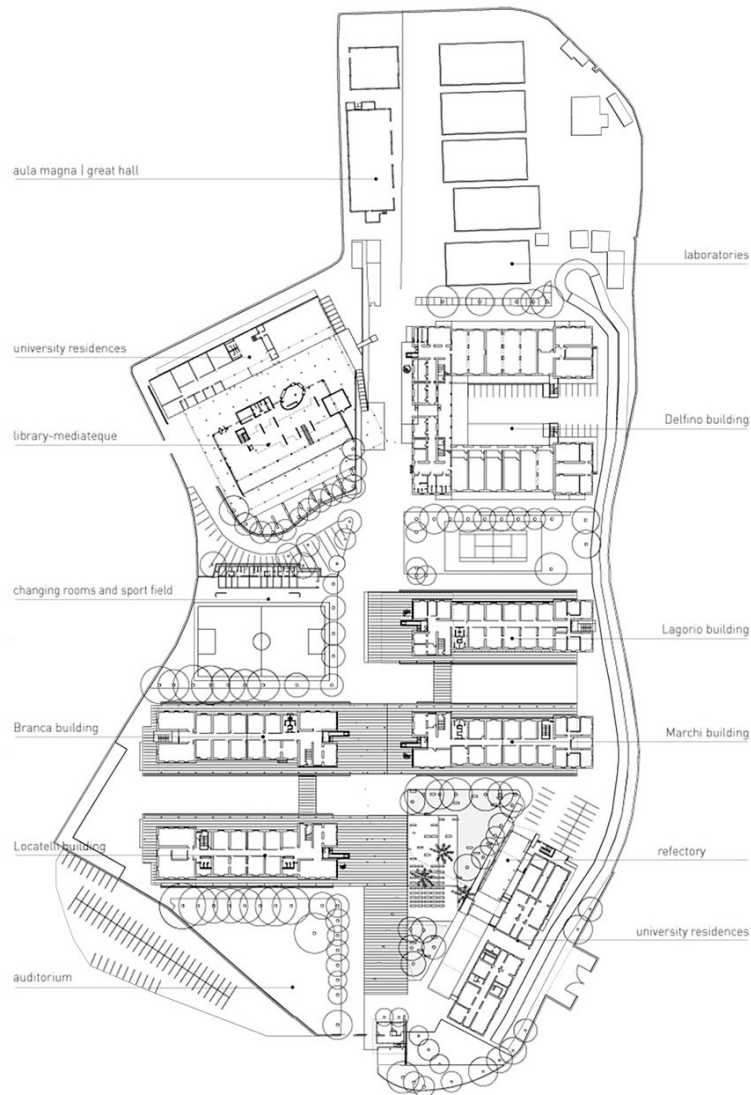 aula magna | great hall
laboratories
university residences
library-mediateque
Delfino building
changing rooms and sport field
Lagorio building
Branca building
Marchi building
Locatelli building
refectory
university residences
auditorium